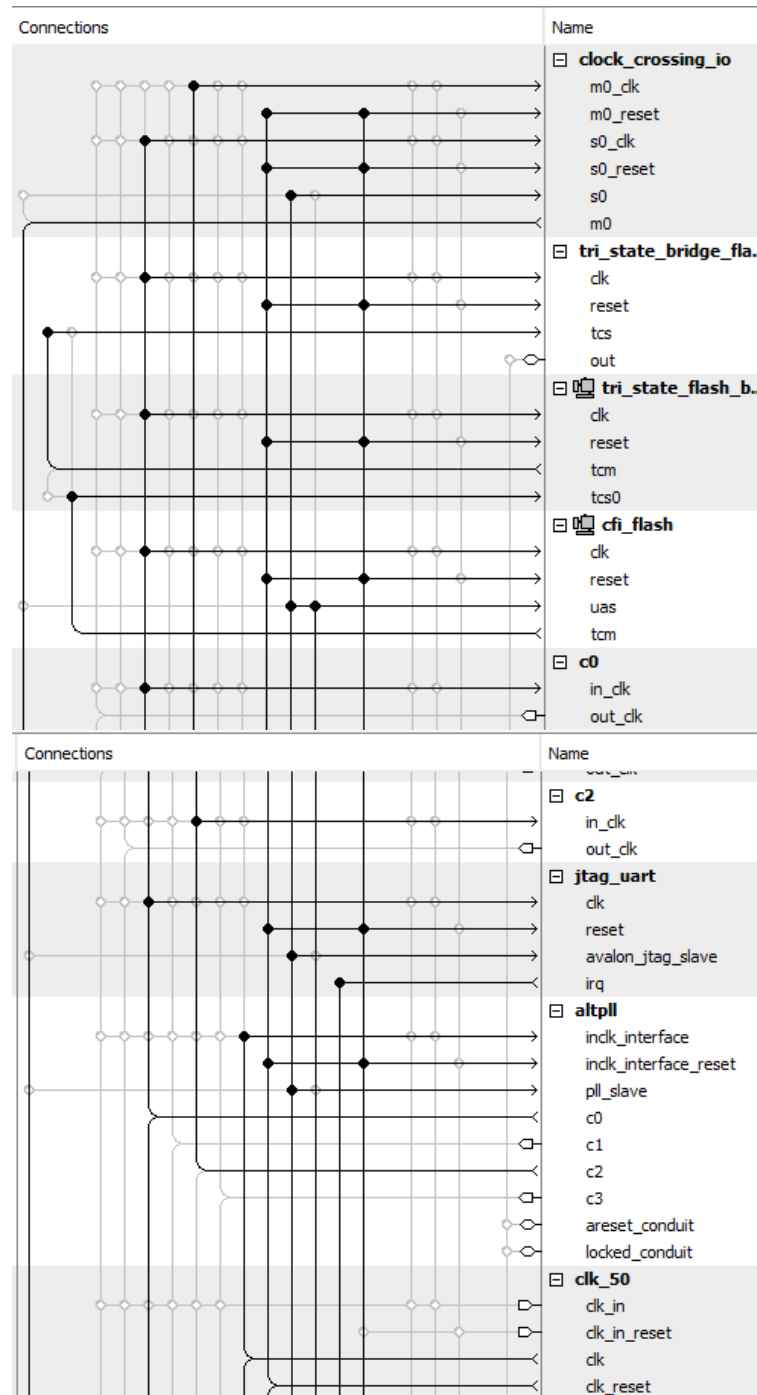 Connections Name
clock_crossing_io
m0_clk
m0_reset
s0_clk
s0_reset
s0
m0
tri_state_bridge_fla..
clk
reset
tcs
out
tri_state_flash_b..
clk
reset
tcm
tcs0
cfi_flash
clk
reset
uas
tcm
c0
in_clk
out_clk
Connections Name
out_clk
c2
in_clk
out_clk
jtag_uart
clk
reset
avalon_jtag_slave
irq
altpll
inclk_interface
inclk_interface_reset
pll_slave
c0
c1
c2
c3
areset_conduit
locked_conduit
clk_50
clk_in
clk_in_reset
clk
clk_reset